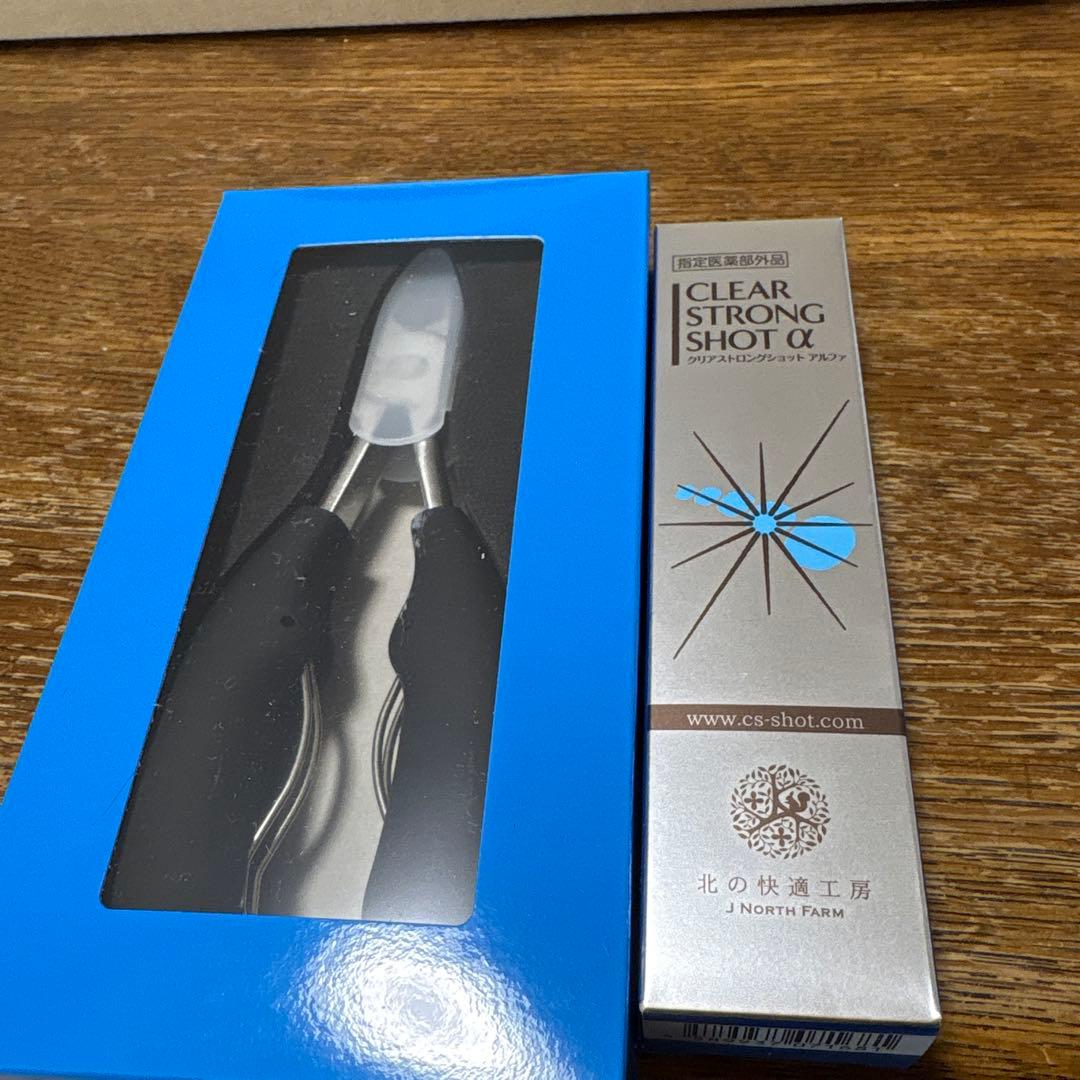 指定医薬部外品
CLEAR
STRONG
SHOT α
クリアストロングショット アルファ
www.cs-shot.com
北の快適工房
J NORTH FARM